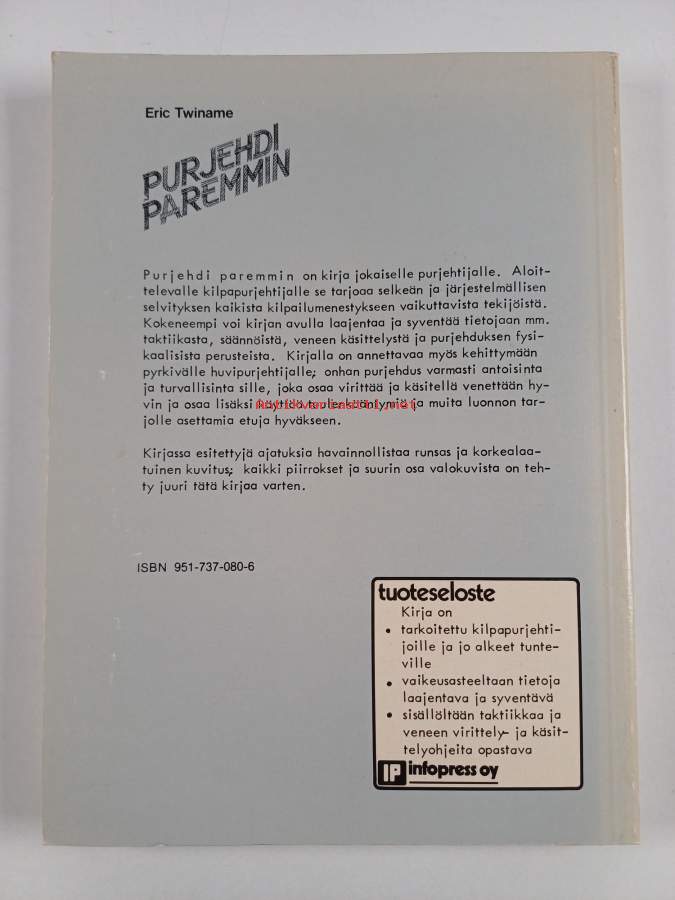 Eric Twiname
PURJEHDI
PAREMMIN
Purjehdi paremmin on kirja jokaiselle purjehtijalle. Aloit-
televalle kilpapurjehtijalle se tarjoaa selkeän ja järjestelmällisen
selvityksen kaikista kilpailumenestykseen vaikuttavista tekijöistä.
Kokeneempi voi kirjan avulla laajentaa ja syventää tietojaan mm.
taktiikasta, säännöistä, veneen käsittelystä ja purjehduksen fysi-
kaalisista perusteista. Kirjalla on annettavaa myös kehittymään
pyrkivälle huvipurjehtijalle; onhan purjehdus varmasti antoisinta
ja turvallisinta sille, joka osaa virittää ja käsitellä venettään hy-
vin ja osaa lisäksi käyttää tuulenkääntymiä ja muita luonnon tar-
jolle asettamia etuja hyväkseen.
Kirjassa esitettyjä ajatuksia havainnollistaa runsas ja korkealaa-
tuinen kuvitus; kaikki piirrokset ja suurin osa valokuvista on teh-
ty juuri tätä kirjaa varten.
ISBN 951-737-080-6
tuoteseloste
Kirja on
• tarkoitettu kilpapurjehti-
joille ja jo alkeet tunte-
ville
• vaikeusasteeltaan tietoja
laajentava ja syventävä
• sisällöltään taktiikkaa ja
veneen virittely- ja käsit-
telyohjeita opastava
IP infopress oy